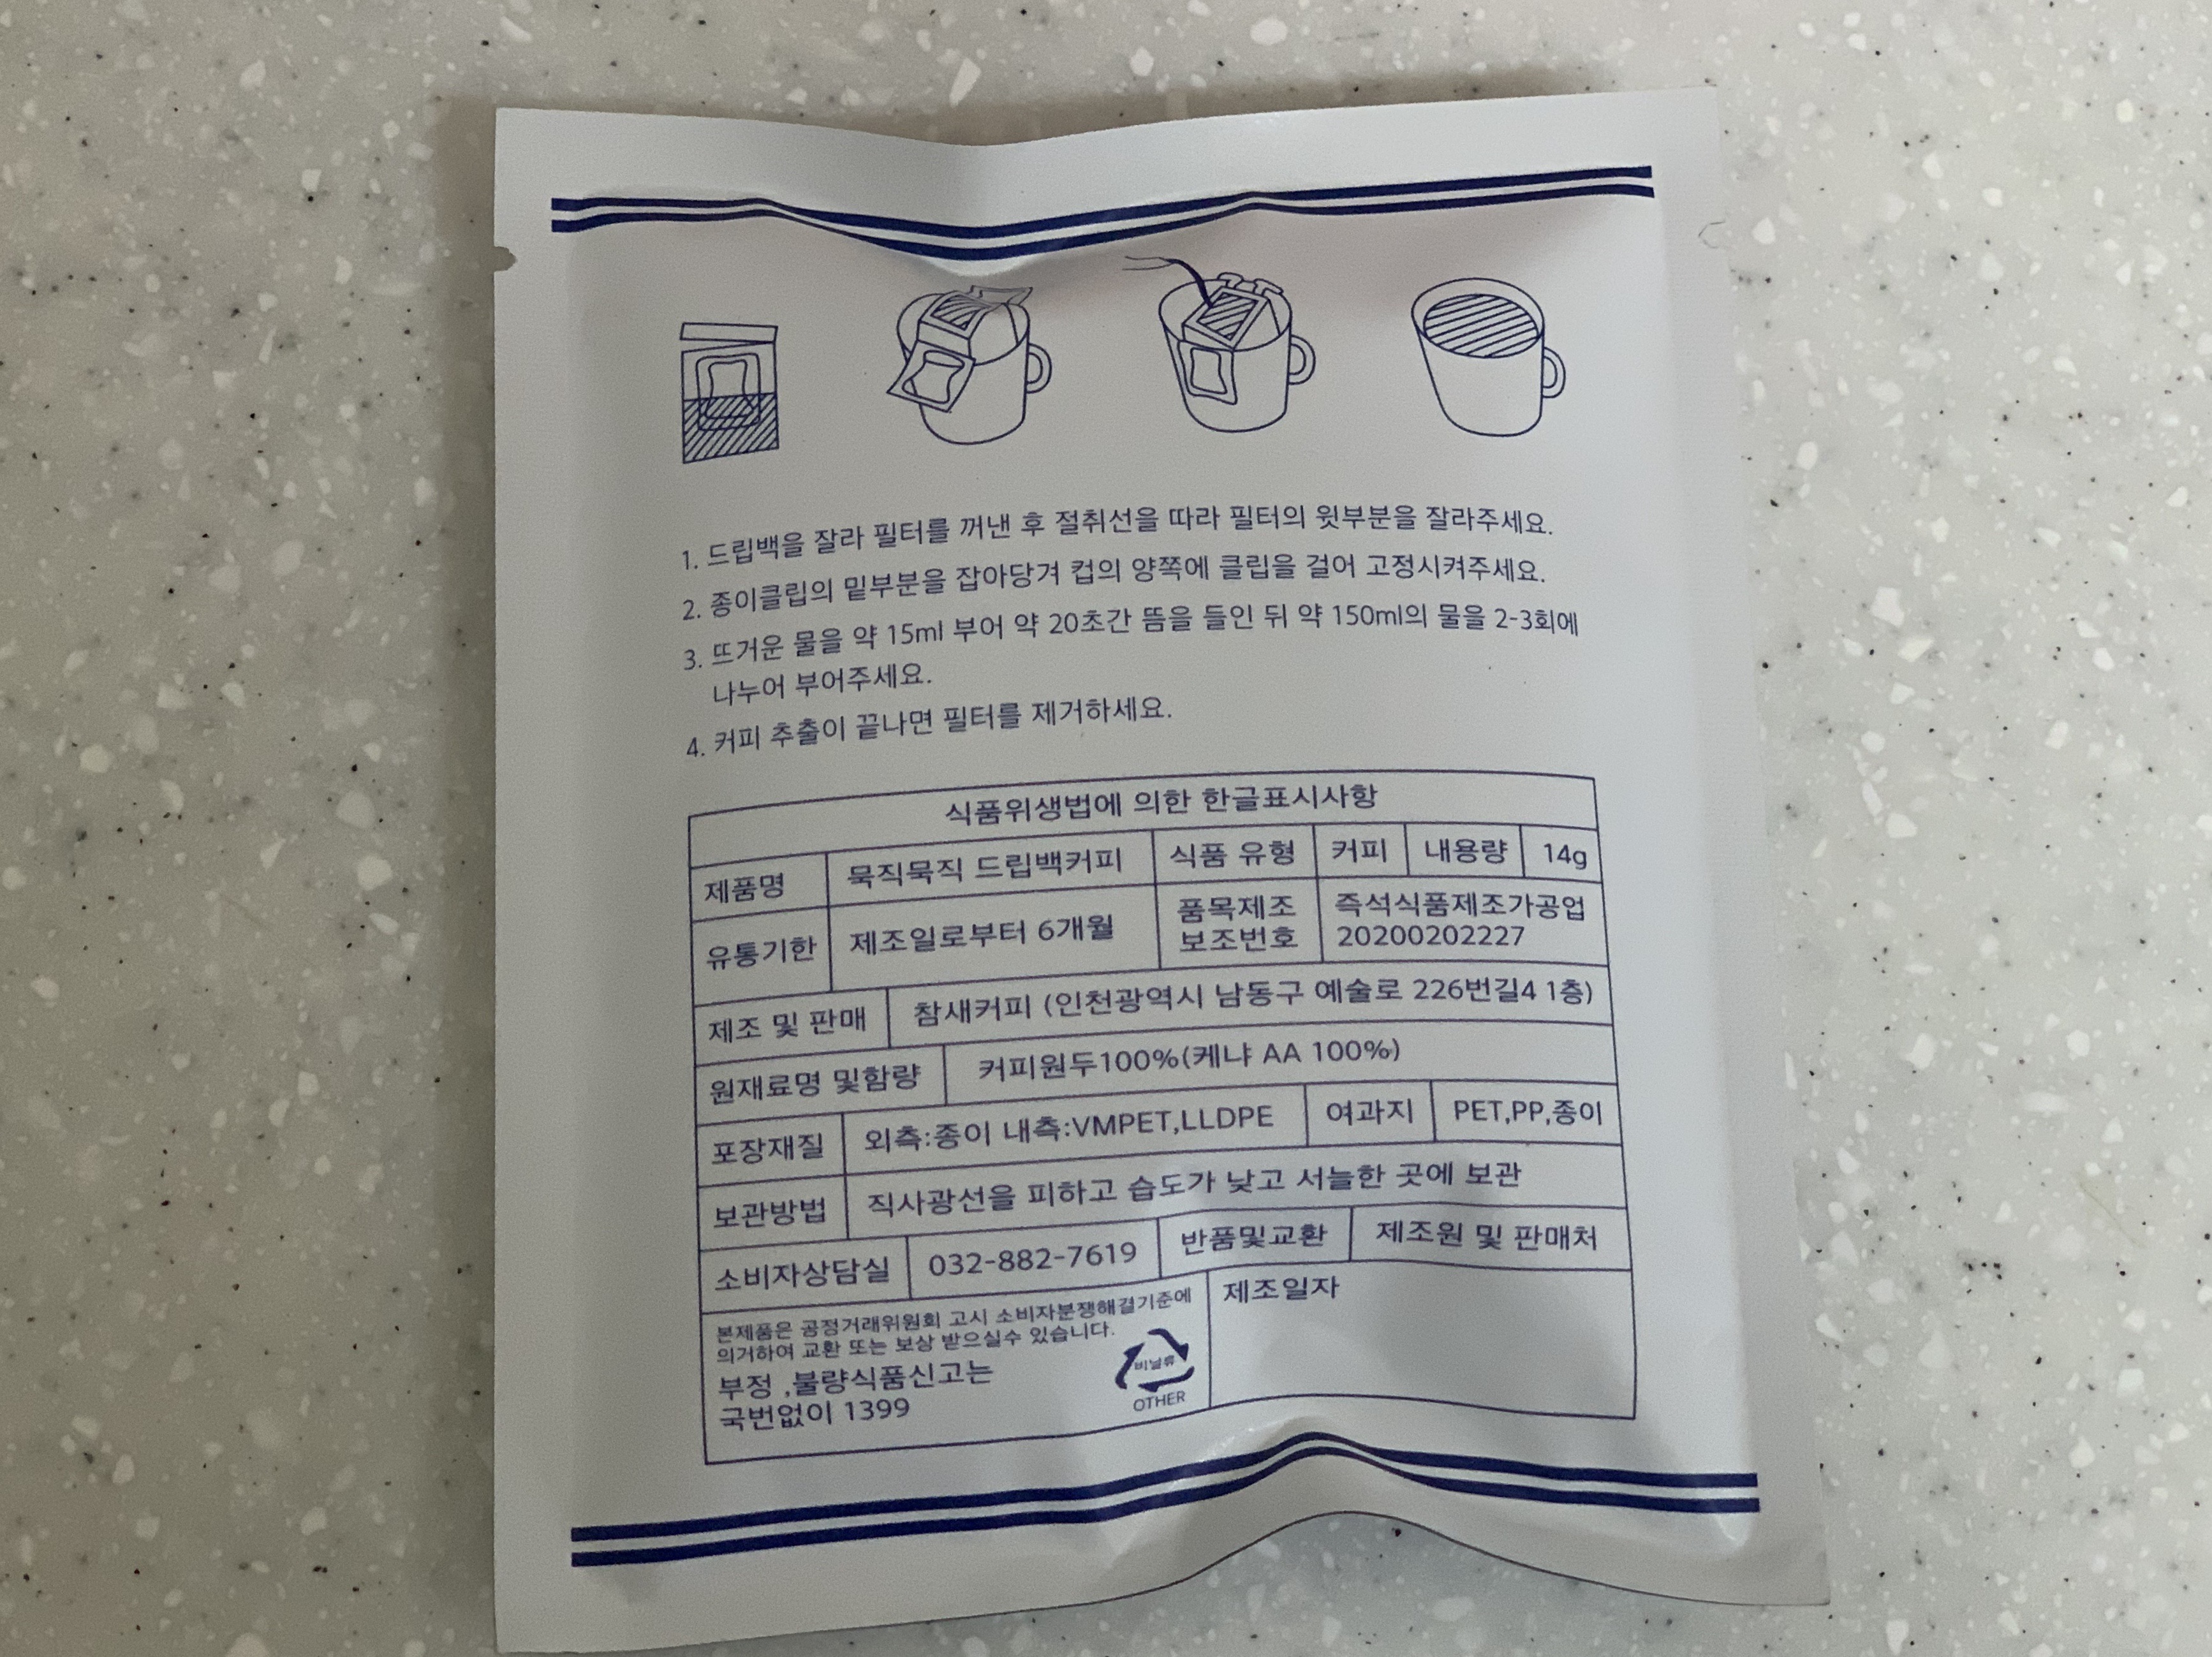 1. 드립백을 잘라 필터를 꺼낸 후 절취선을 따라 필터의 윗부분을 잘라주세요.
2. 종이클립의 밑부분을 잡아당겨 컵의 양쪽에 클립을 걸어 고정시켜주세요.
3. 뜨거운 물을 약 15ml 부어 약 20초간 뜸을 들인 뒤 약 150ml의 물을 2-3회에
나누어 부어주세요.
4. 커피 추출이 끝나면 필터를 제거하세요.
식품위생법에 의한 한글표시사항
제품명 묵직묵직 드립백커피 식품 유형 커피 내용량 14g
유통기한 제조일로부터 6개월 품목제조 보조번호 즉석식품제조가공업 20200202227
제조 및 판매 참새커피 (인천광역시 남동구 예술로 226번길4 1층)
원재료명 및함량 커피원두100%(케냐 AA 100%)
포장재질 외측:종이 내측:VMPET,LLDPE 여과지 PET,PP,종이
보관방법 직사광선을 피하고 습도가 낮고 서늘한 곳에 보관
소비자상담실 032-882-7619 반품및교환 제조원 및 판매처
본제품은 공정거래위원회 고시 소비자분쟁해결기준에
의거하여 교환 또는 보상 받으실수 있습니다.
부정 ,불량식품신고는
국번없이 1399
비닐류
OTHER
제조일자